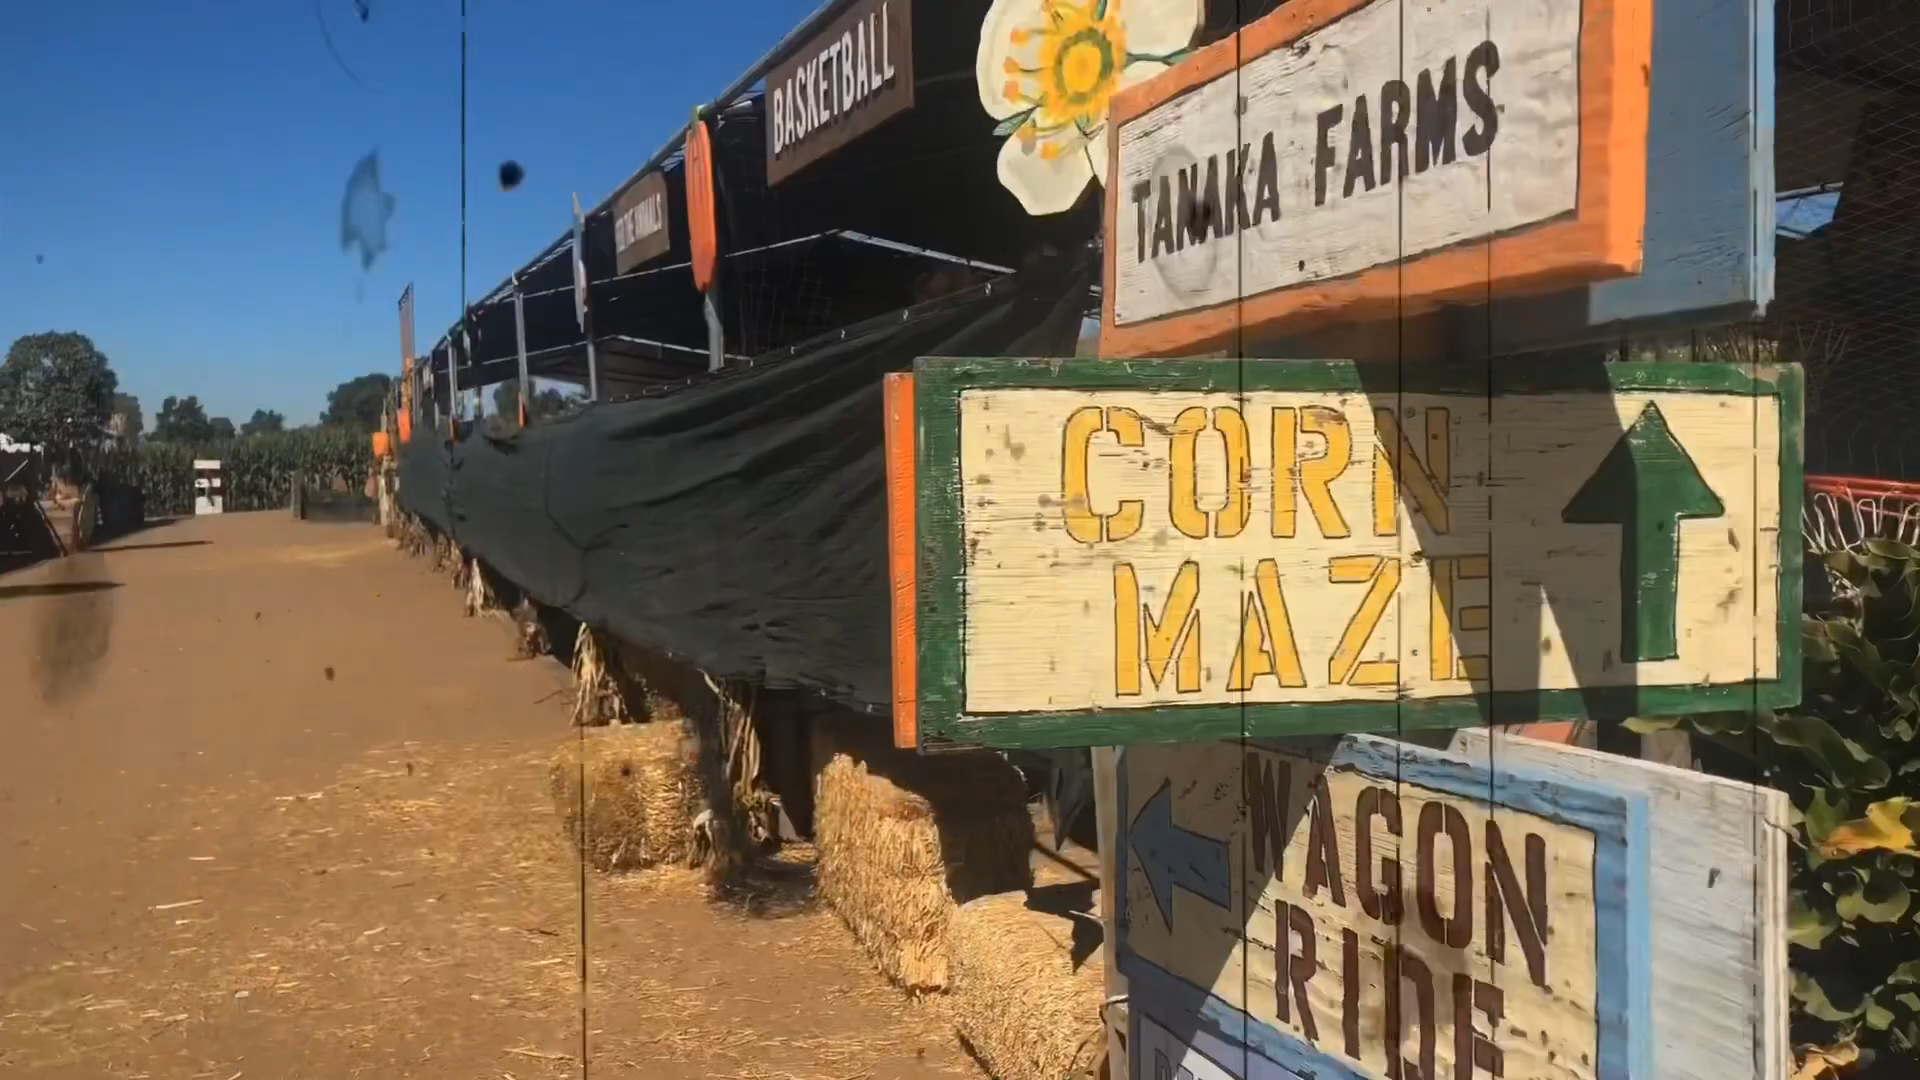 BASKETBALL
TANAKA FARMS
CORN
MAZE
WAGON
RIDE